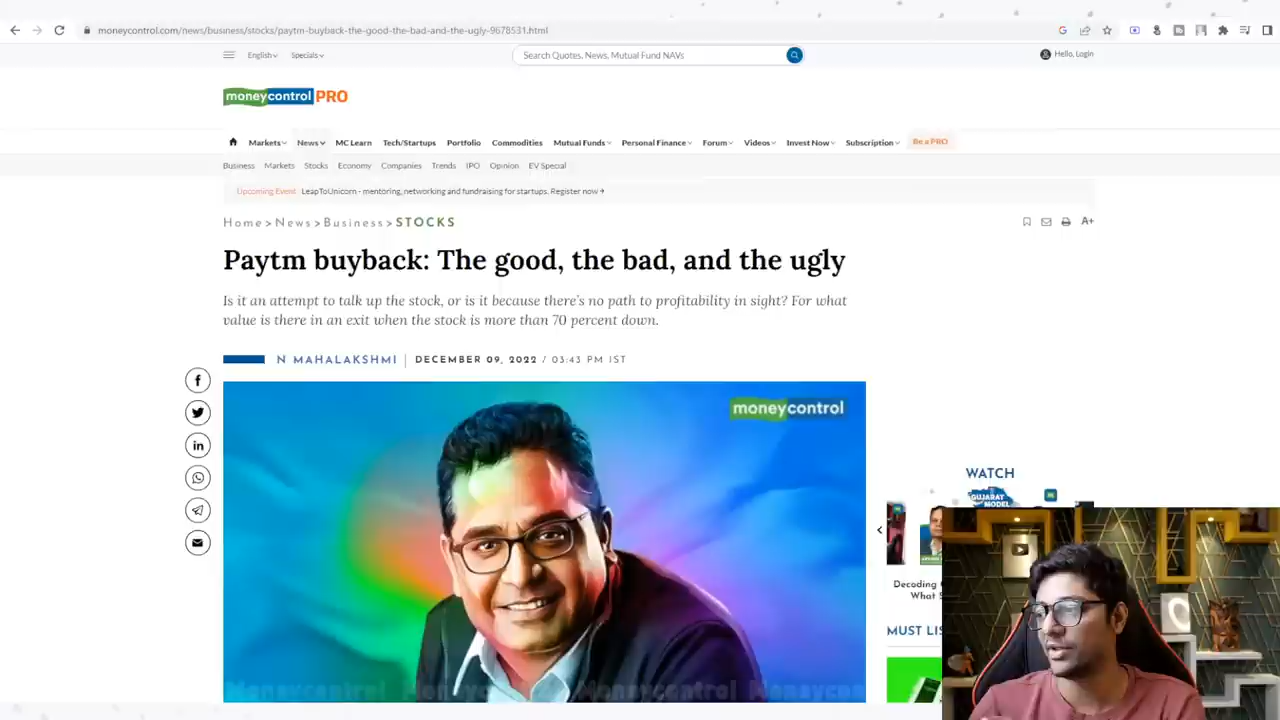 moneycontrol.com/news/business/stocks/paytm-buyback-the-good-the-bad-and-the-ugly-9678531.html
English
Specials
Search Quotes, News, Mutual Fund NAVs
Hello, Login
moneycontrol PRO
Markets News MC Learn Tech/Startups Portfolio Commodities Mutual Funds Personal Finance Forum Videos Invest Now Subscription Be a PRO
Business Markets Stocks Economy Companies Trends IPO Opinion EV Special
Upcoming Event LeapToUnicorn - mentoring, networking and fundraising for startups. Register now
Home > News > Business > STOCKS
A+
Paytm buyback: The good, the bad, and the ugly
Is it an attempt to talk up the stock, or is it because there's no path to profitability in sight? For what
value is there in an exit when the stock is more than 70 percent down.
N MAHALAKSHMI | DECEMBER 09, 2022 / 03:43 PM IST
moneycontrol
WATCH
GUJARAT
MODEL
Decoding
What
MUST LIS
Moneycontrol Moneycontrol Moneycontrol